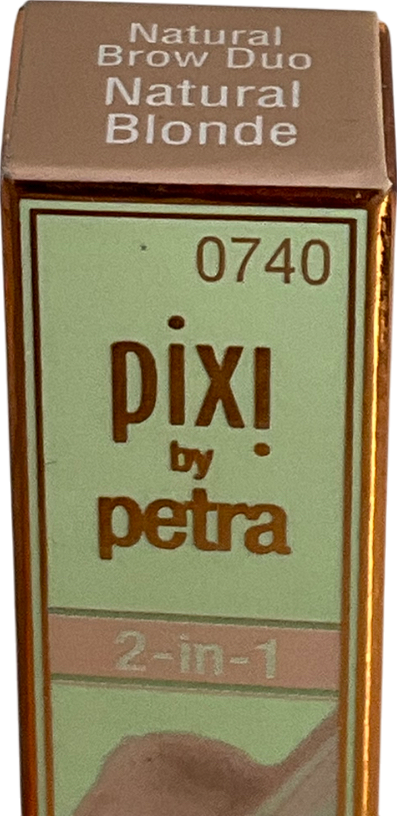 Natural
Brow Duo
Natural
Blonde
0740
pixi
by
petra
2-in-1